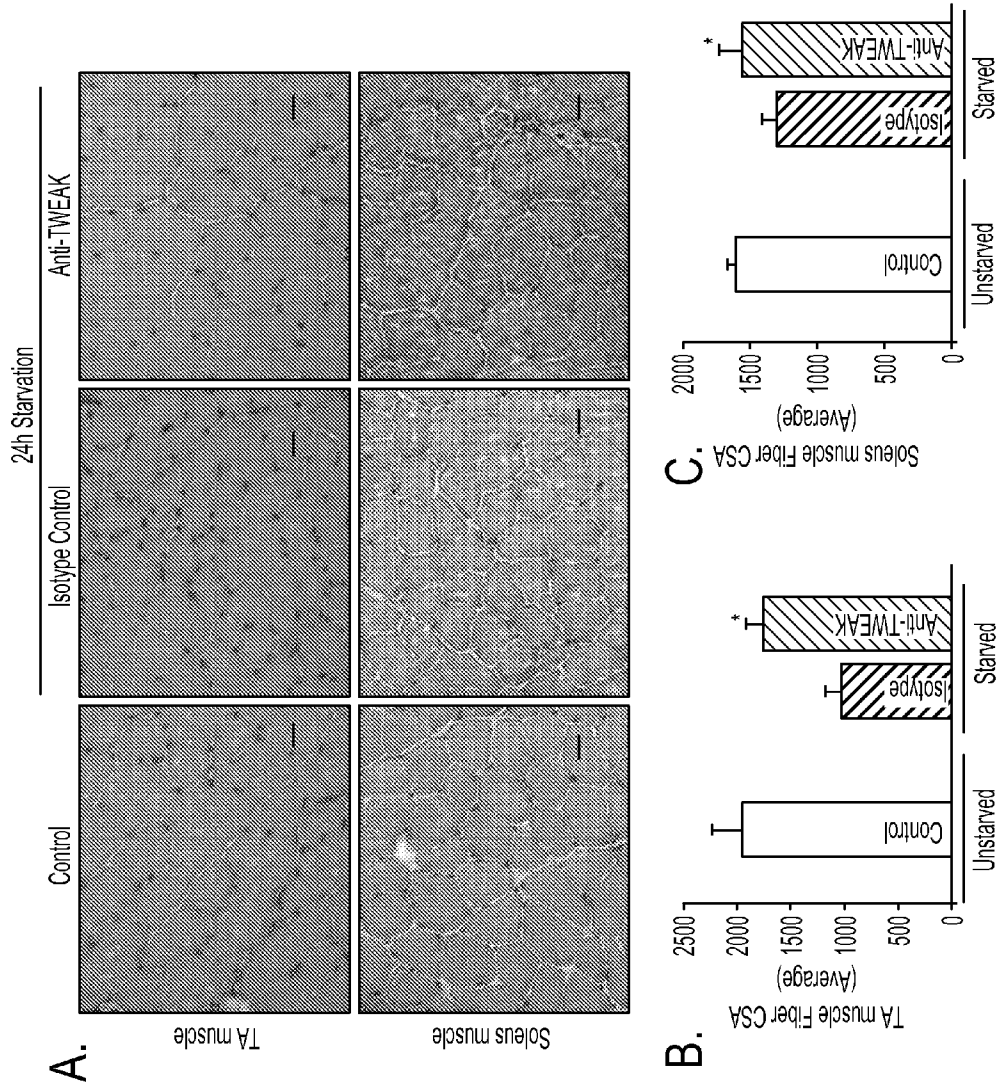 A.
24h Starvation
Control
Isotype Control
Anti-TWEAK
TA muscle
Soleus muscle
B.
TA muscle Fiber CSA
(Average)
2500
2000
1500
1000
500
0
Control
Isotype
Anti-TWEAK
*
Unstarved
Starved
C.
Soleus muscle Fiber CSA
(Average)
2000
1500
1000
500
0
Control
Isotype
Anti-TWEAK
*
Unstarved
Starved